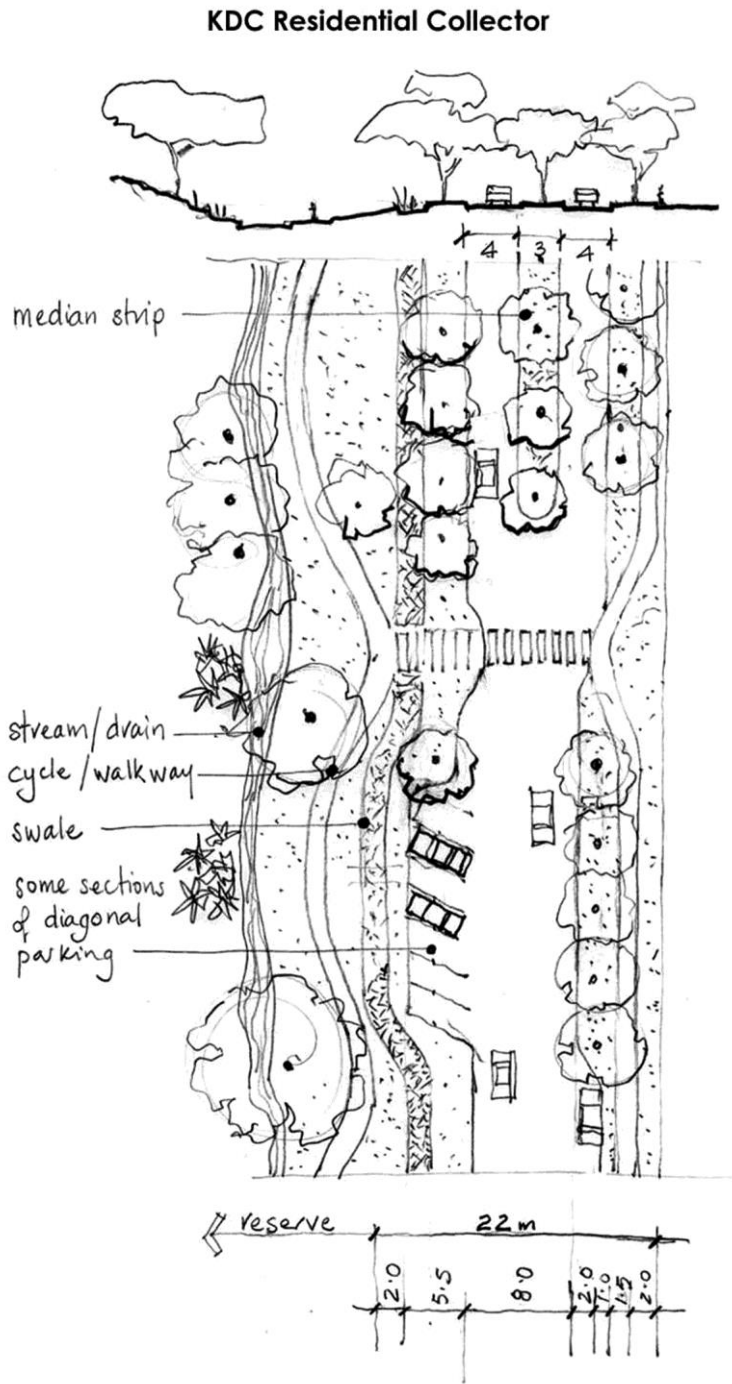 KDC Residential Collector
4 3 4
median strip
stream/drain
cycle/walkway
swale
some sections
of diagonal
parking
reserve 22m
2.0 5.5 8.0 2.0 1.0 1.5 2.0